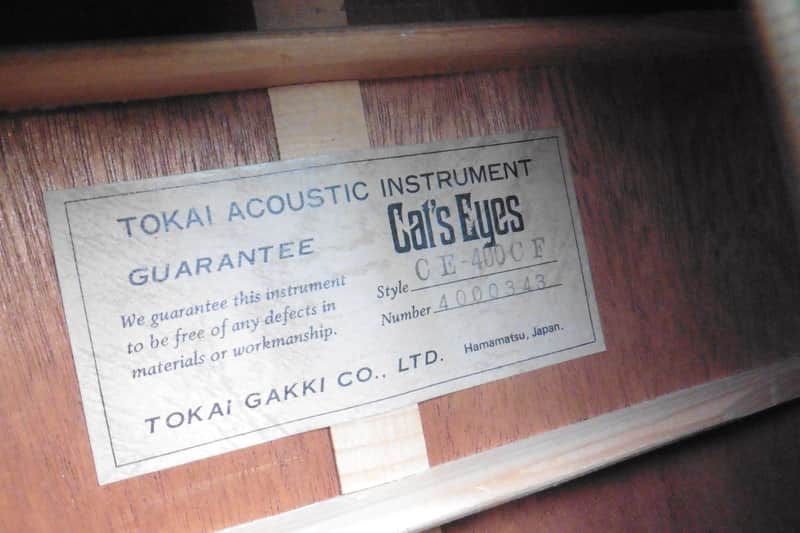 TOKAI ACOUSTIC INSTRUMENT
GUARANTEE
Cat's Eyes
We guarantee this instrument
to be free of any defects in
materials or workmanship.
Style CE-400CF
Number 4000343
TOKAi GAKKI CO., LTD. Hamamatsu, Japan.